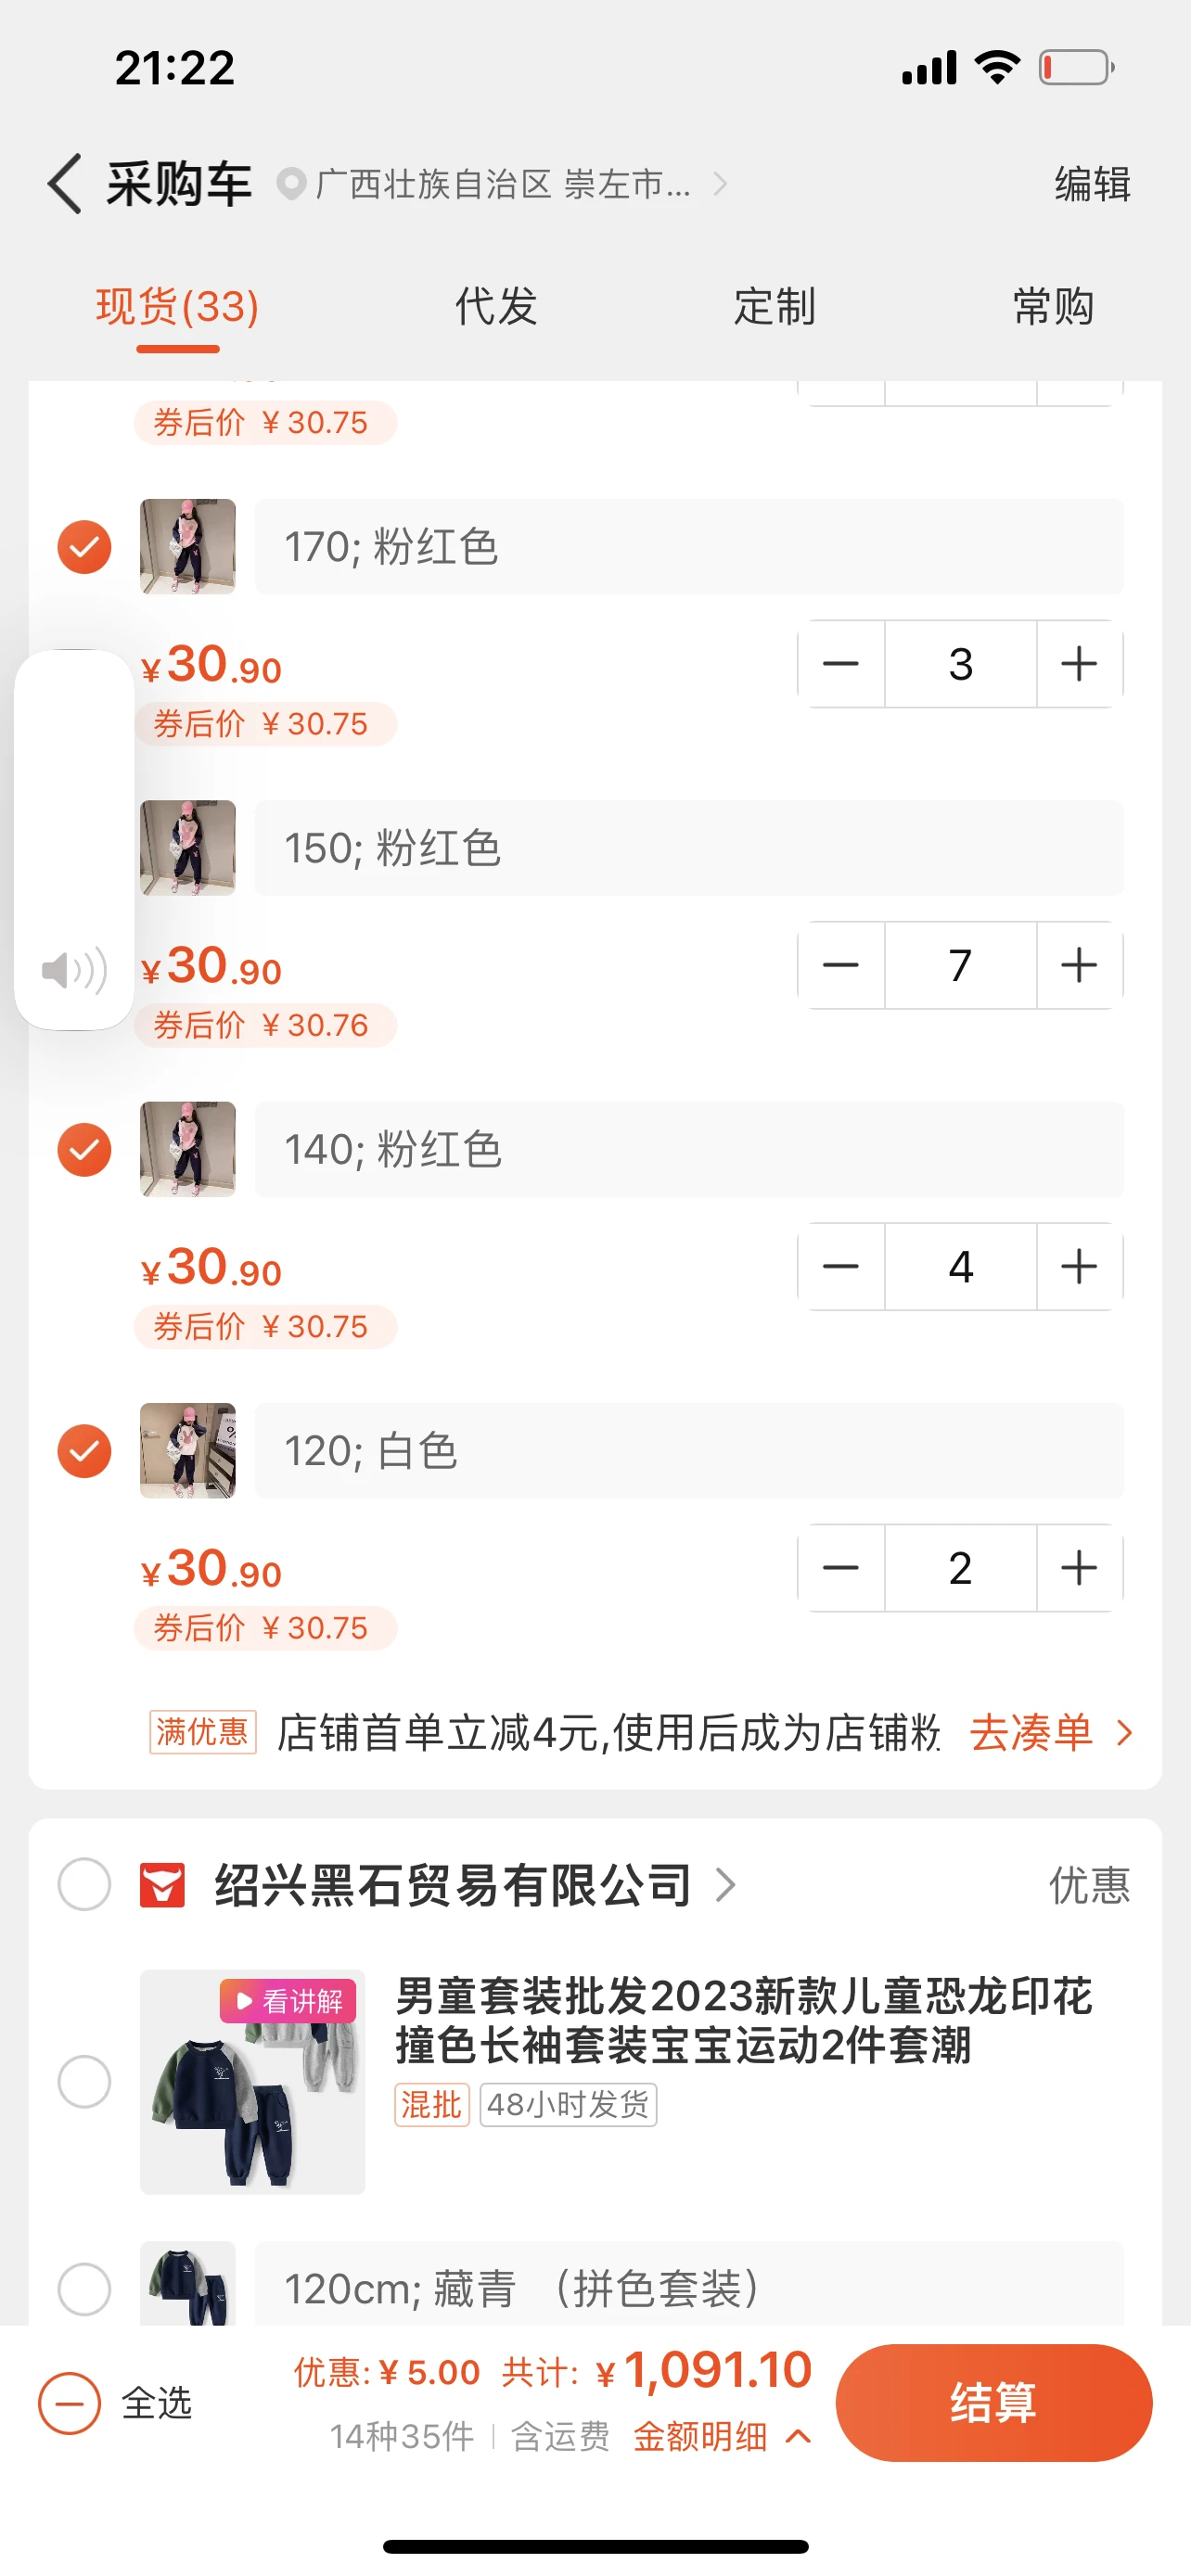 21:22
采购车 广西壮族自治区 崇左市... 编辑
现货(33) 代发 定制 常购
券后价 ¥30.75
170; 粉红色
¥30.90 3
券后价 ¥30.75
150; 粉红色
¥30.90 7
券后价 ¥30.76
140; 粉红色
¥30.90 4
券后价 ¥30.75
120; 白色
¥30.90 2
券后价 ¥30.75
满优惠 店铺首单立减4元,使用后成为店铺粉 去凑单
绍兴黑石贸易有限公司 优惠
看讲解
男童套装批发2023新款儿童恐龙印花
撞色长袖套装宝宝运动2件套潮
混批 48小时发货
120cm; 藏青 （拼色套装）
全选 优惠: ¥5.00 共计: ¥1,091.10 结算
14种35件 含运费 金额明细